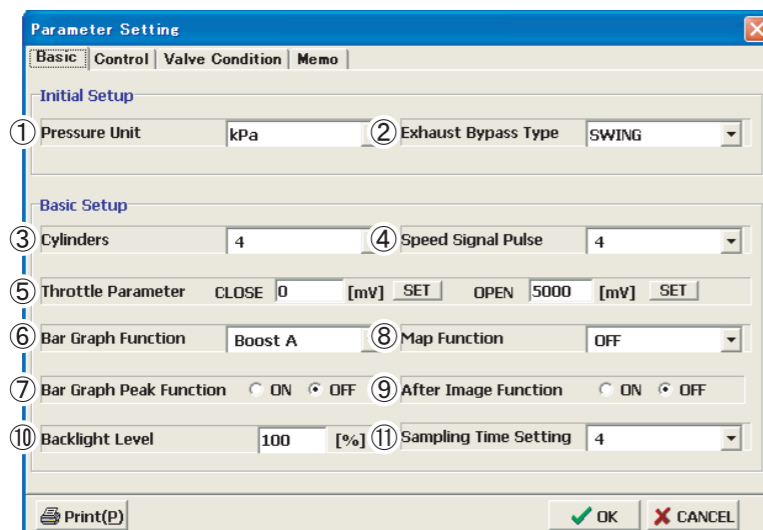 Parameter Setting
Basic Control Valve Condition Memo
Initial Setup
① Pressure Unit kPa ② Exhaust Bypass Type SWING
Basic Setup
③ Cylinders 4 ④ Speed Signal Pulse 4
⑤ Throttle Parameter CLOSE 0 [mV] SET OPEN 5000 [mV] SET
⑥ Bar Graph Function Boost A ⑧ Map Function OFF
⑦ Bar Graph Peak Function ON OFF ⑨ After Image Function ON OFF
⑩ Backlight Level 100 [%] ⑪ Sampling Time Setting 4
Print(P) OK CANCEL